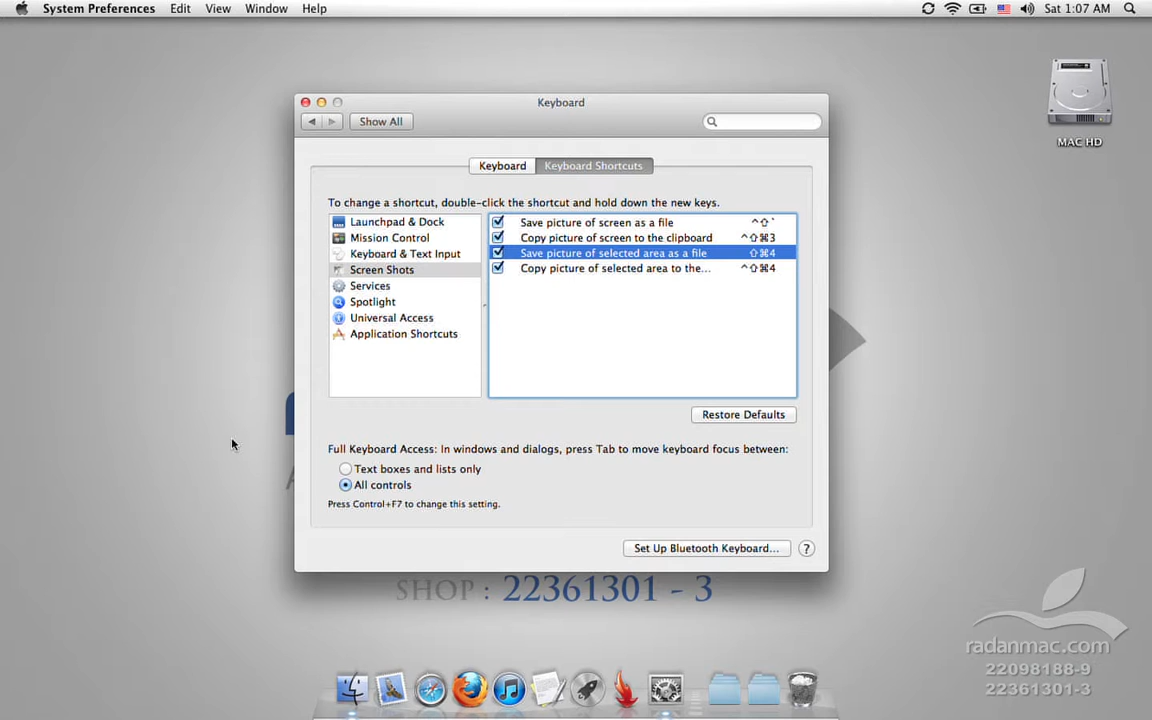 System Preferences Edit View Window Help Sat 1:07 AM
MAC HD
Keyboard
Show All
Keyboard Keyboard Shortcuts
To change a shortcut, double-click the shortcut and hold down the new keys.
Launchpad & Dock
Mission Control
Keyboard & Text Input
Screen Shots
Services
Spotlight
Universal Access
Application Shortcuts
Save picture of screen as a file ^⇧`
Copy picture of screen to the clipboard ^⇧⌘3
Save picture of selected area as a file ⇧⌘4
Copy picture of selected area to the... ^⇧⌘4
Restore Defaults
Full Keyboard Access: In windows and dialogs, press Tab to move keyboard focus between:
Text boxes and lists only
All controls
Press Control+F7 to change this setting.
Set Up Bluetooth Keyboard... ?
SHOP : 22361301 - 3
radanmac.com
22098188-9
22361301-3